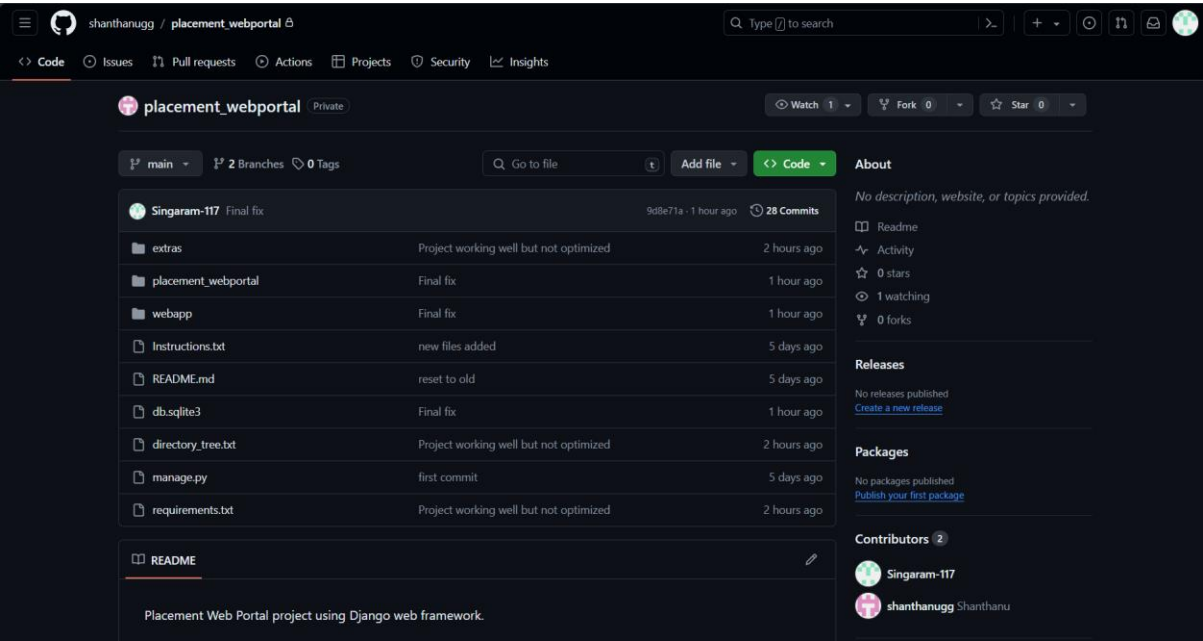 shanthanugg / placement_webportal
Type / to search
Code
Issues
Pull requests
Actions
Projects
Security
Insights
placement_webportal Private
Watch 1
Fork 0
Star 0
main
2 Branches
0 Tags
Go to file t
Add file
Code
Singaram-117 Final fix 9d8e71a · 1 hour ago 28 Commits
extras Project working well but not optimized 2 hours ago
placement_webportal Final fix 1 hour ago
webapp Final fix 1 hour ago
Instructions.txt new files added 5 days ago
README.md reset to old 5 days ago
db.sqlite3 Final fix 1 hour ago
directory_tree.txt Project working well but not optimized 2 hours ago
manage.py first commit 5 days ago
requirements.txt Project working well but not optimized 2 hours ago
README
Placement Web Portal project using Django web framework.
About
No description, website, or topics provided.
Readme
Activity
0 stars
1 watching
0 forks
Releases
No releases published
Create a new release
Packages
No packages published
Publish your first package
Contributors 2
Singaram-117
shanthanugg Shanthanu